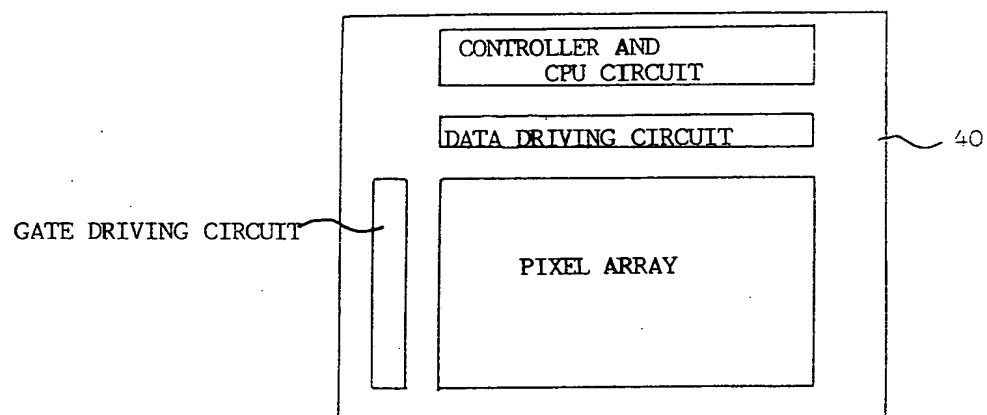 CONTROLLER AND
CPU CIRCUIT
DATA DRIVING CIRCUIT
40
GATE DRIVING CIRCUIT
PIXEL ARRAY